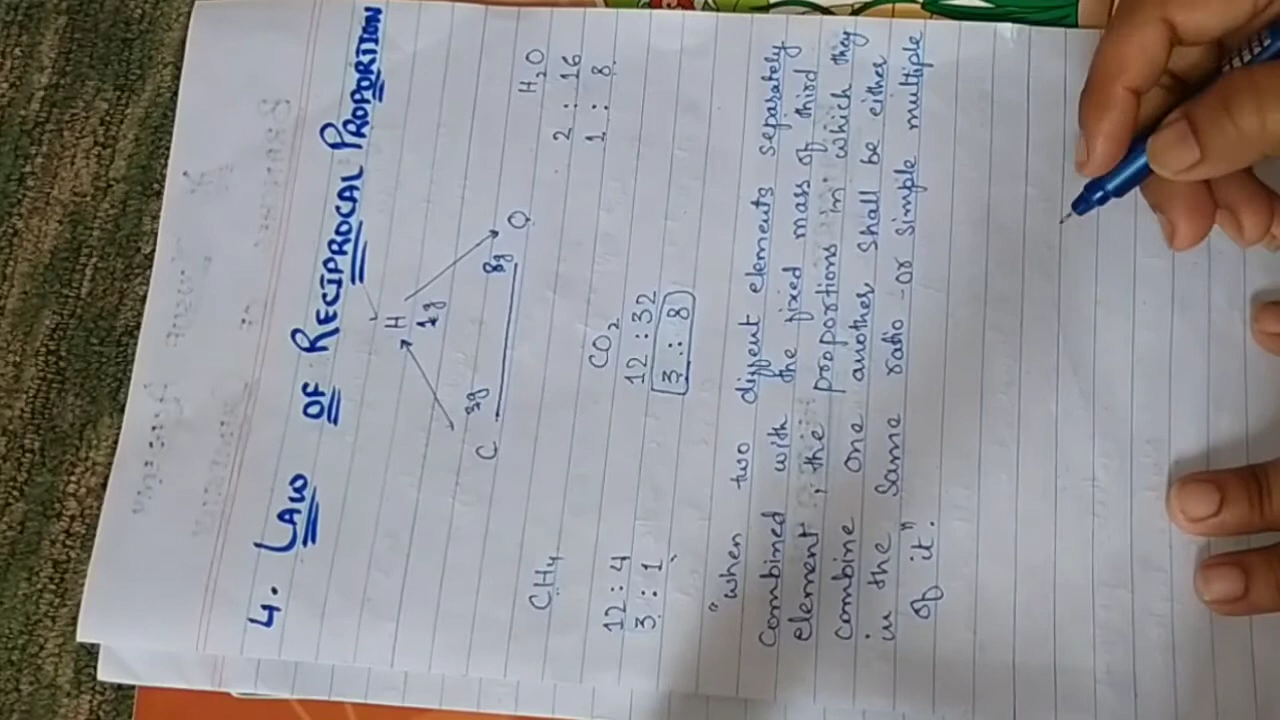 4. LAW OF RECIPROCAL PROPORTION
H
1g
3g 8g
C O
CH4 H2O
12 : 4 CO2 2 : 16
3 : 1 12 : 32 1 : 8
3 : 8
"when two diffent elements separately
combined with the fixed mass of third
element, the proportions in which they
combine one another shall be either
in the same ratio or simple multiple
of it".